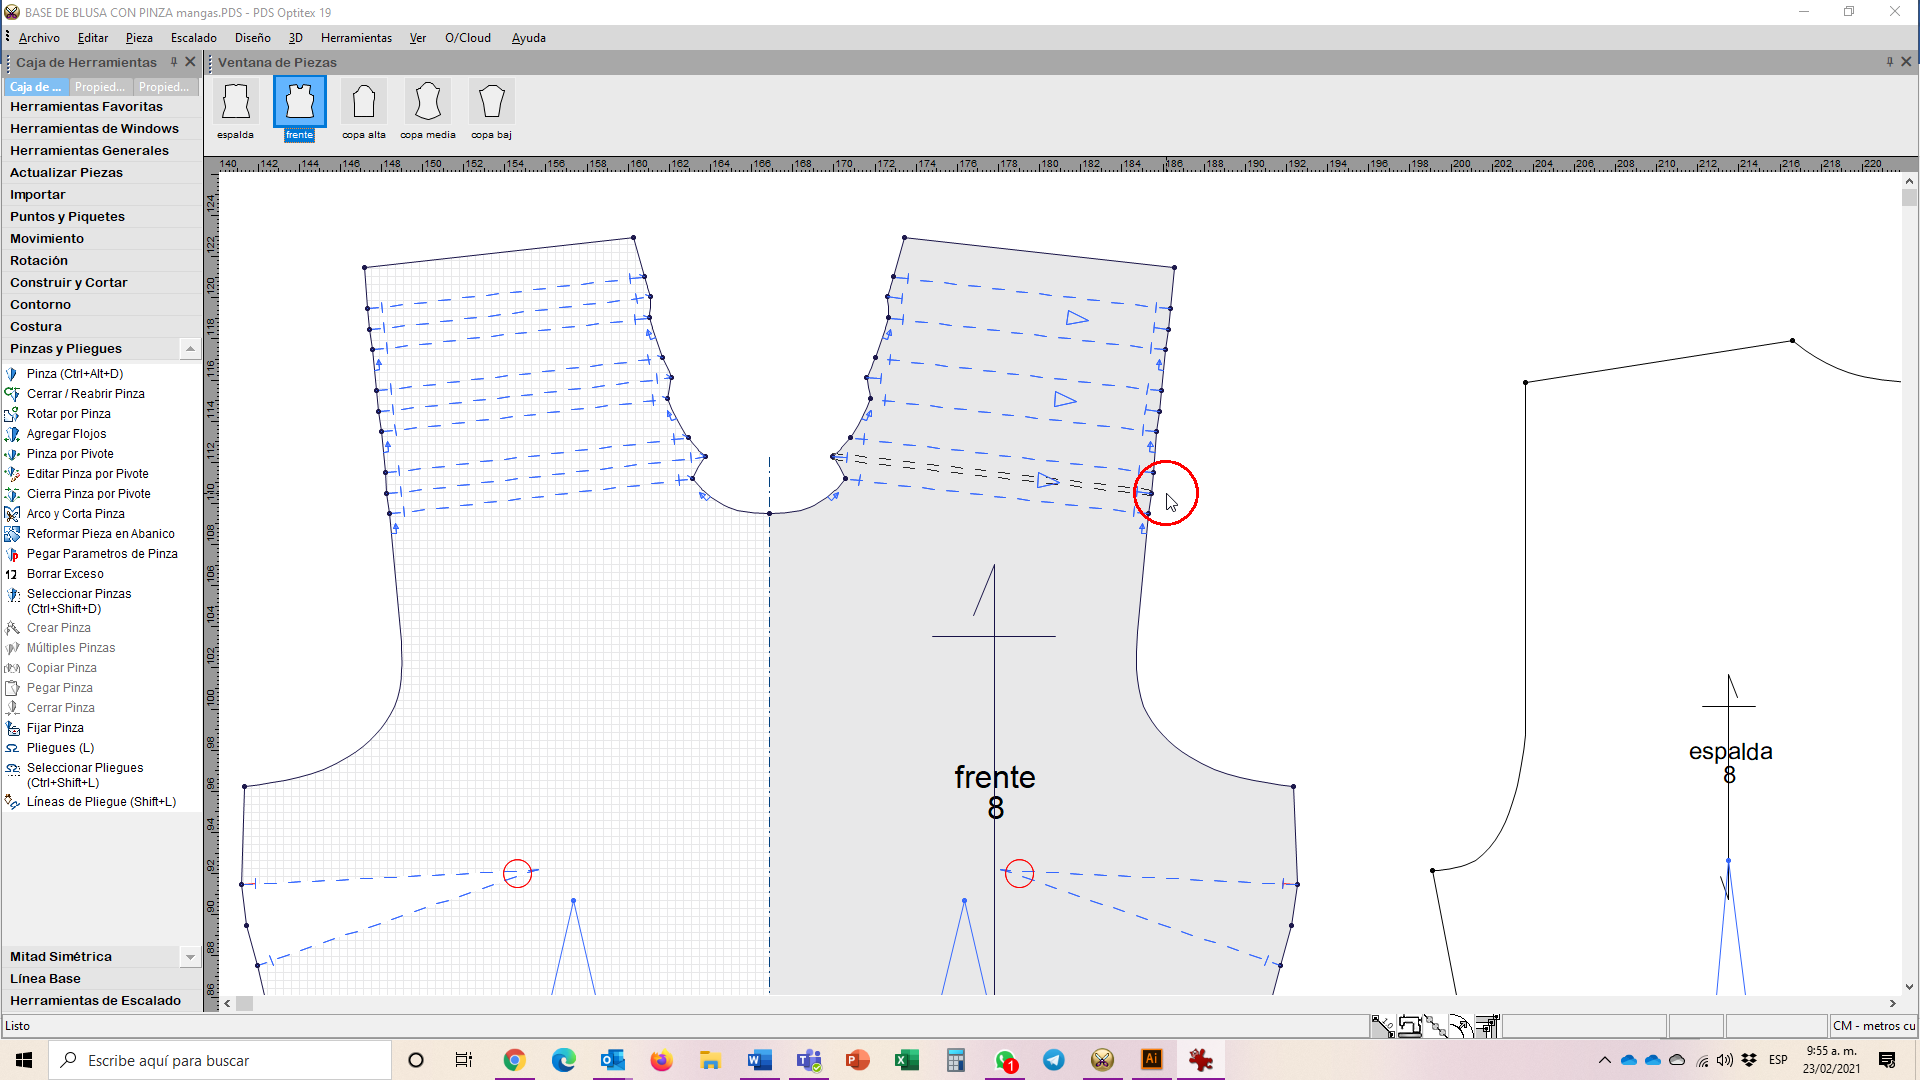 BASE DE BLUSA CON PINZA mangas.PDS - PDS Optitex 19
Archivo Editar Pieza Escalado Diseño 3D Herramientas Ver O/Cloud Ayuda
Caja de Herramientas
Ventana de Piezas
Caja de ... Propied... Propied...
Herramientas Favoritas
Herramientas de Windows
Herramientas Generales
Actualizar Piezas
Importar
Puntos y Piquetes
Movimiento
Rotación
Construir y Cortar
Contorno
Costura
Pinzas y Pliegues
Pinza (Ctrl+Alt+D)
Cerrar / Reabrir Pinza
Rotar por Pinza
Agregar Flojos
Pinza por Pivote
Editar Pinza por Pivote
Cierra Pinza por Pivote
Arco y Corta Pinza
Reformar Pieza en Abanico
Pegar Parametros de Pinza
Borrar Exceso
Seleccionar Pinzas
(Ctrl+Shift+D)
Crear Pinza
Múltiples Pinzas
Copiar Pinza
Pegar Pinza
Cerrar Pinza
Fijar Pinza
Pliegues (L)
Seleccionar Pliegues
(Ctrl+Shift+L)
Líneas de Pliegue (Shift+L)
Mitad Simétrica
Línea Base
Herramientas de Escalado
espalda frente copa alta copa media copa baj
140 142 144 146 148 150 152 154 156 158 160 162 164 166 168 170 172 174 176 178 180 182 184 186 188 190 192 194 196 198 200 202 204 206 208 210 212 214 216 218 220
124
122
120
118
116
114
112
110
108
106
104
102
100
98
96
94
92
90
88
86
frente
8
espalda
8
Listo
CM - metros cu
Escribe aquí para buscar
1
ESP
9:55 a. m.
23/02/2021